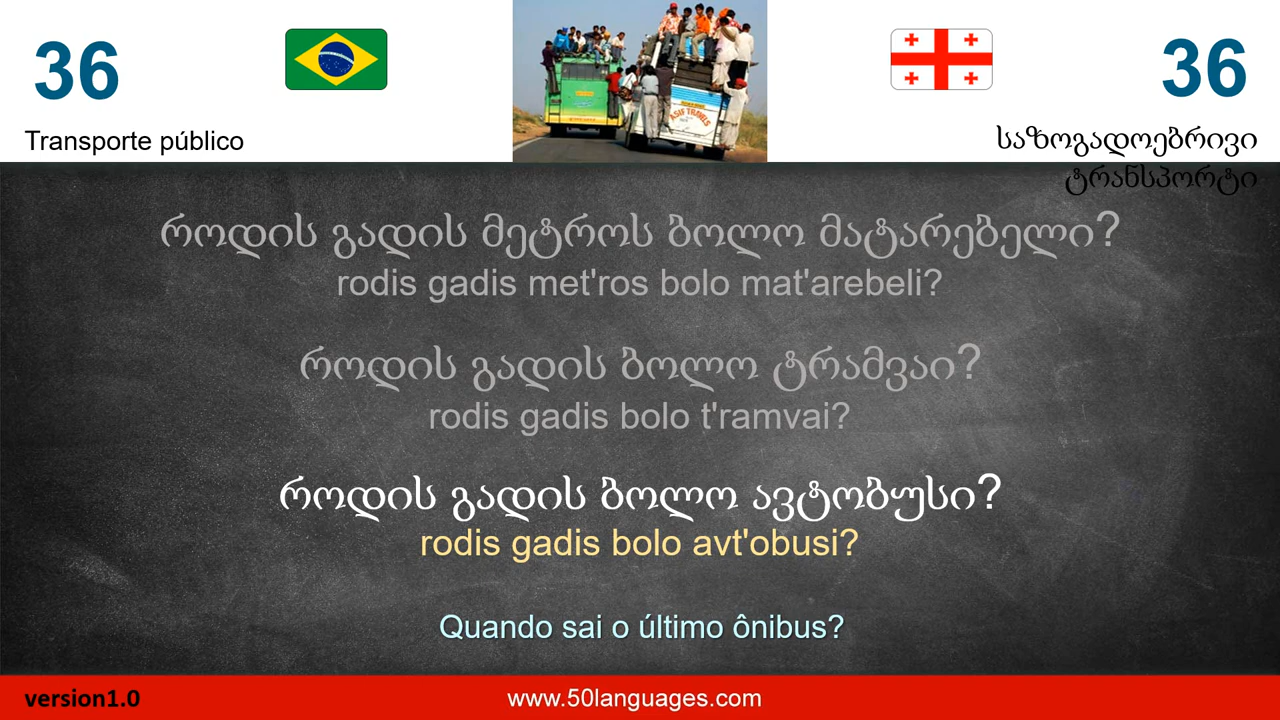 36
Transporte público
36
საზოგადოებრივი
ტრანსპორტი
ASIF TRAVELS
როდის გადის მეტროს ბოლო მატარებელი?
rodis gadis met'ros bolo mat'arebeli?
როდის გადის ბოლო ტრამვაი?
rodis gadis bolo t'ramvai?
როდის გადის ბოლო ავტობუსი?
rodis gadis bolo avt'obusi?
Quando sai o último ônibus?
version1.0
www.50languages.com